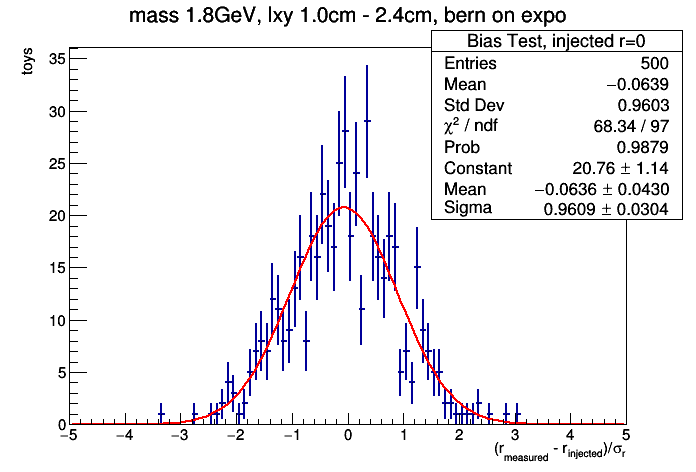 mass 1.8GeV, lxy 1.0cm - 2.4cm, bern on expo
toys
Bias Test, injected r=0
Entries 500
Mean −0.0639
Std Dev 0.9603
χ² / ndf 68.34 / 97
Prob 0.9879
Constant 20.76 ± 1.14
Mean −0.0636 ± 0.0430
Sigma 0.9609 ± 0.0304
35
30
25
20
15
10
5
0
−5 −4 −3 −2 −1 0 1 2 3 4 5
(r_measured - r_injected)/σ_r